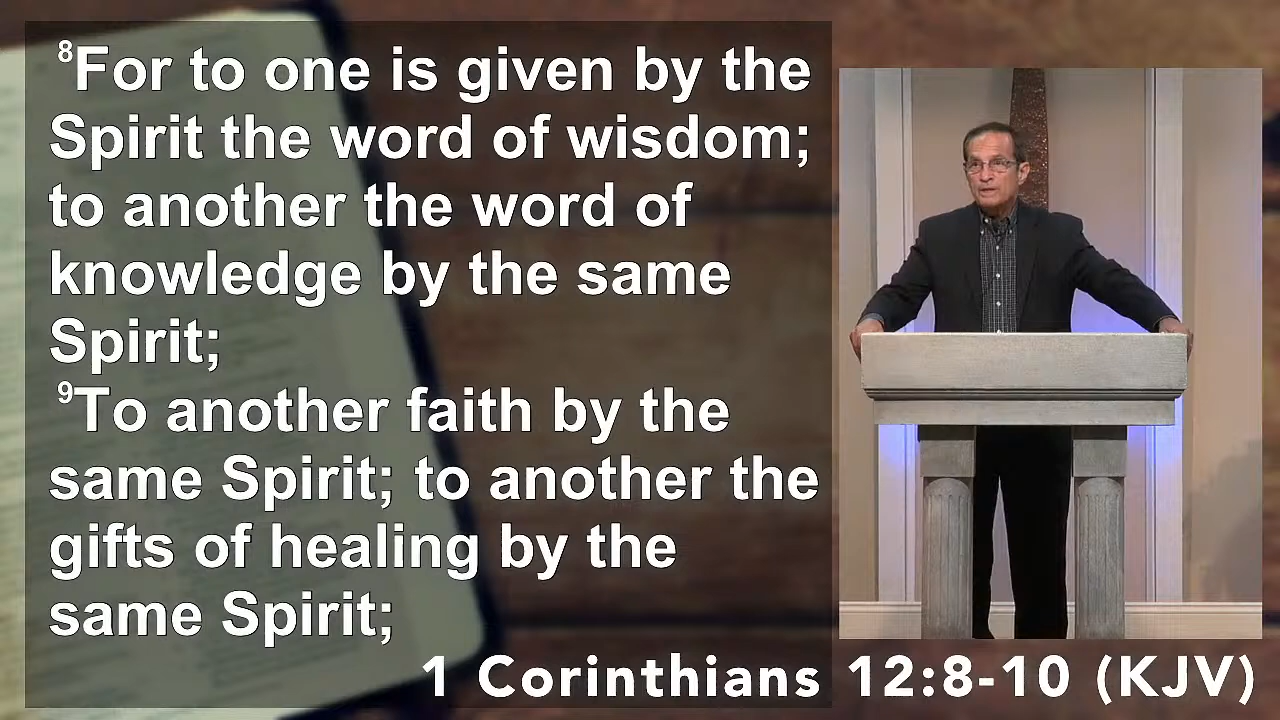 8For to one is given by the
Spirit the word of wisdom;
to another the word of
knowledge by the same
Spirit;
9To another faith by the
same Spirit; to another the
gifts of healing by the
same Spirit;
1 Corinthians 12:8-10 (KJV)